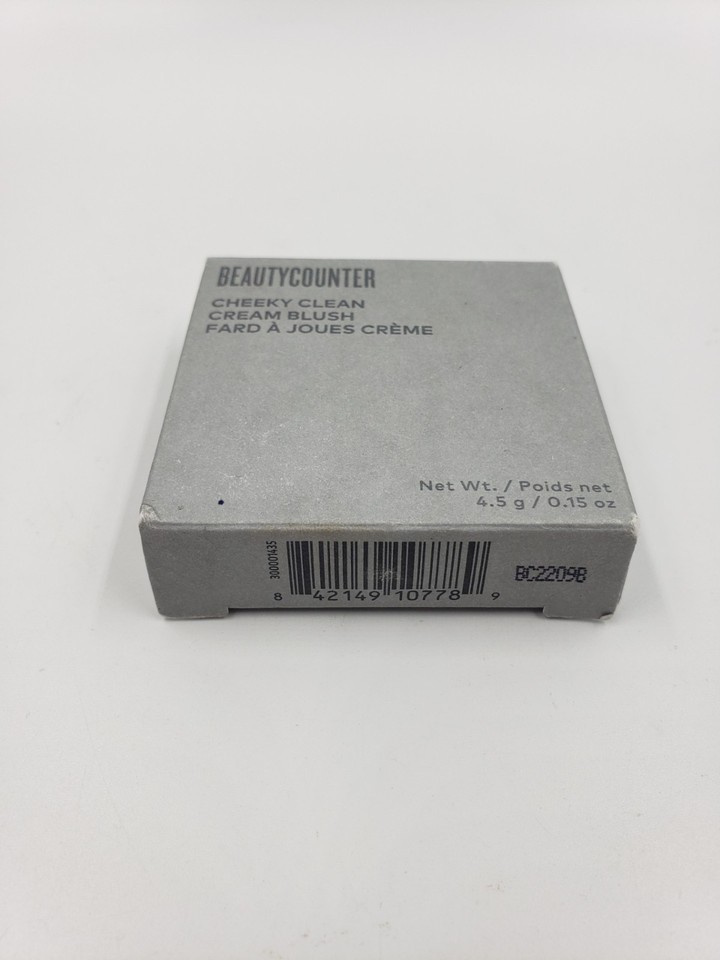 BEAUTYCOUNTER
CHEEKY CLEAN
CREAM BLUSH
FARD À JOUES CRÈME
Net Wt. / Poids net
4.5 g / 0.15 oz
300001435
8 42149 10778 9
BC2209B